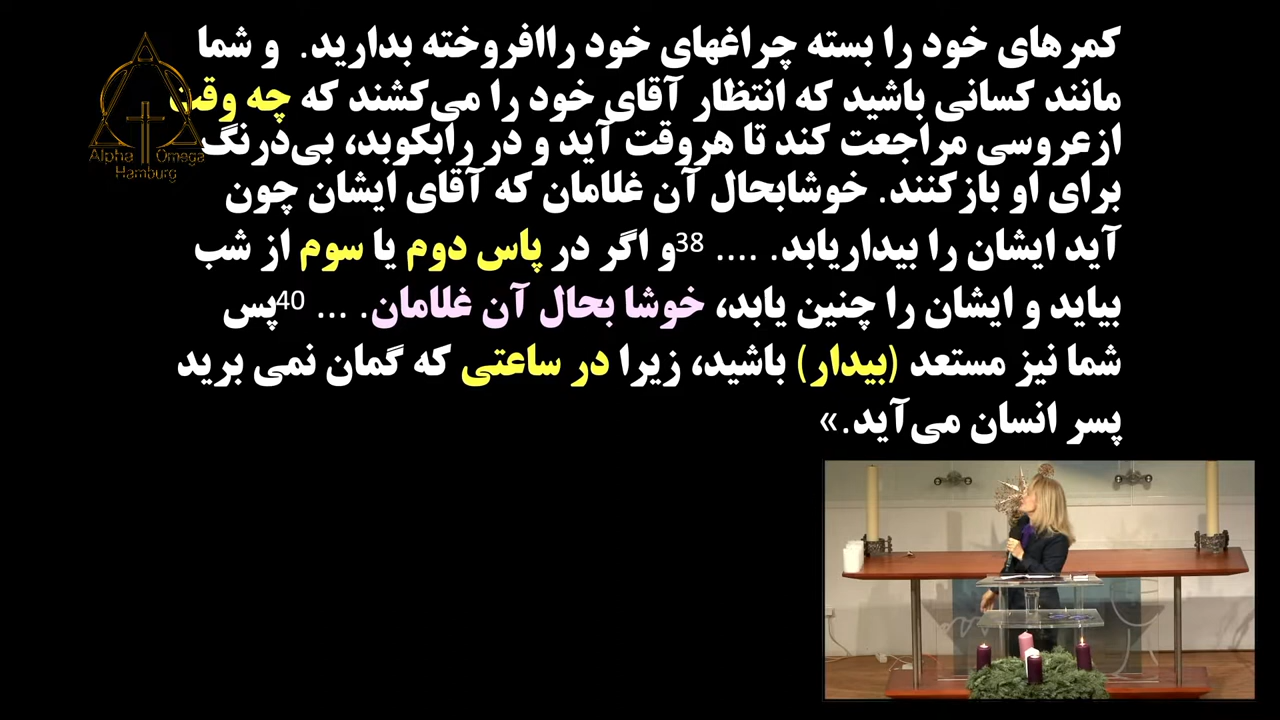 کمرهای خود را بسته چراغهای خود راافروخته بدارید. و شما
مانند کسانی باشید که انتظار آقای خود را می‌کشند که چه وقت
ازعروسی مراجعت کند تا هروقت آید و در رابکوبد، بی‌درنگ
برای او بازکنند. خوشابحال آن غلامان که آقای ایشان چون
آید ایشان را بیداریابد. .... 38و اگر در پاس دوم یا سوم از شب
بیاید و ایشان را چنین یابد، خوشا بحال آن غلامان. ... 40پس
شما نیز مستعد (بیدار) باشید، زیرا در ساعتی که گمان نمی برید
پسر انسان می‌آید.»
Alpha Omega
Hamburg